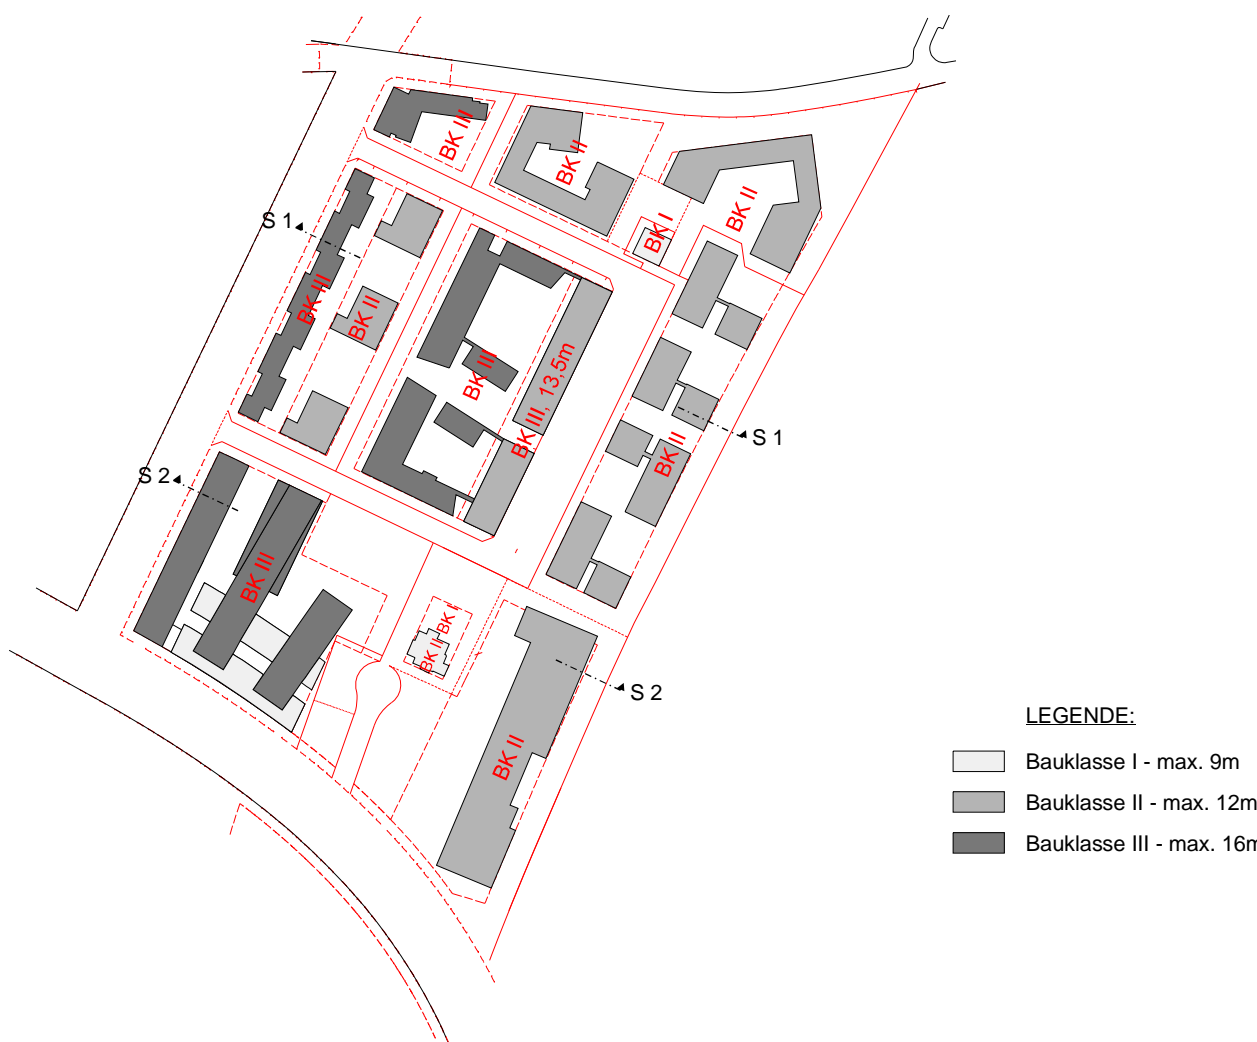 BK III
BK II
BK I
BK II
S 1
BK III
BK II
BK III
BK III, 13,5m
S 1
BK II
S 2
BK III
BK I
BK II
S 2
BK II
LEGENDE:
Bauklasse I - max. 9m
Bauklasse II - max. 12m
Bauklasse III - max. 16m